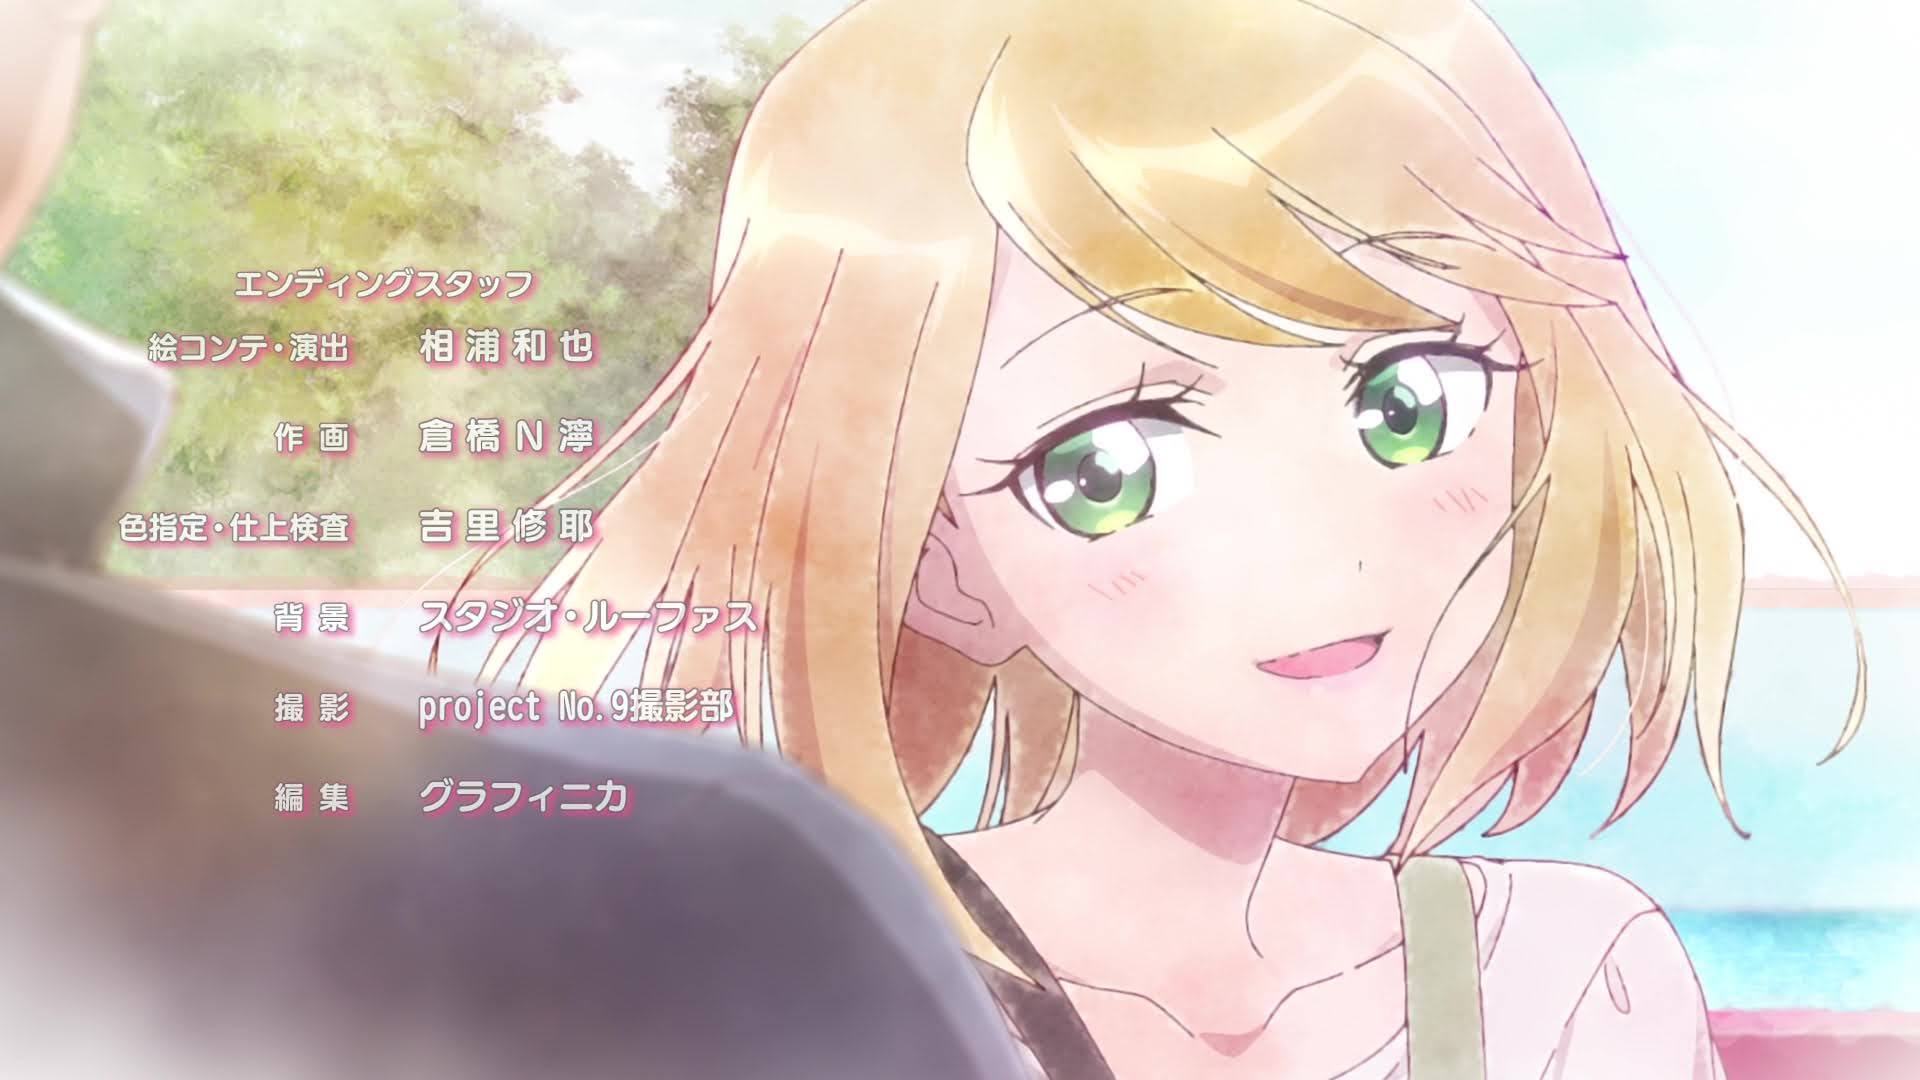 エンディングスタッフ
絵コンテ・演出 相浦和也
作画 倉橋N濘
色指定・仕上検査 吉里修耶
背景 スタジオ・ルーファス
撮影 project No.9撮影部
編集 グラフィニカ